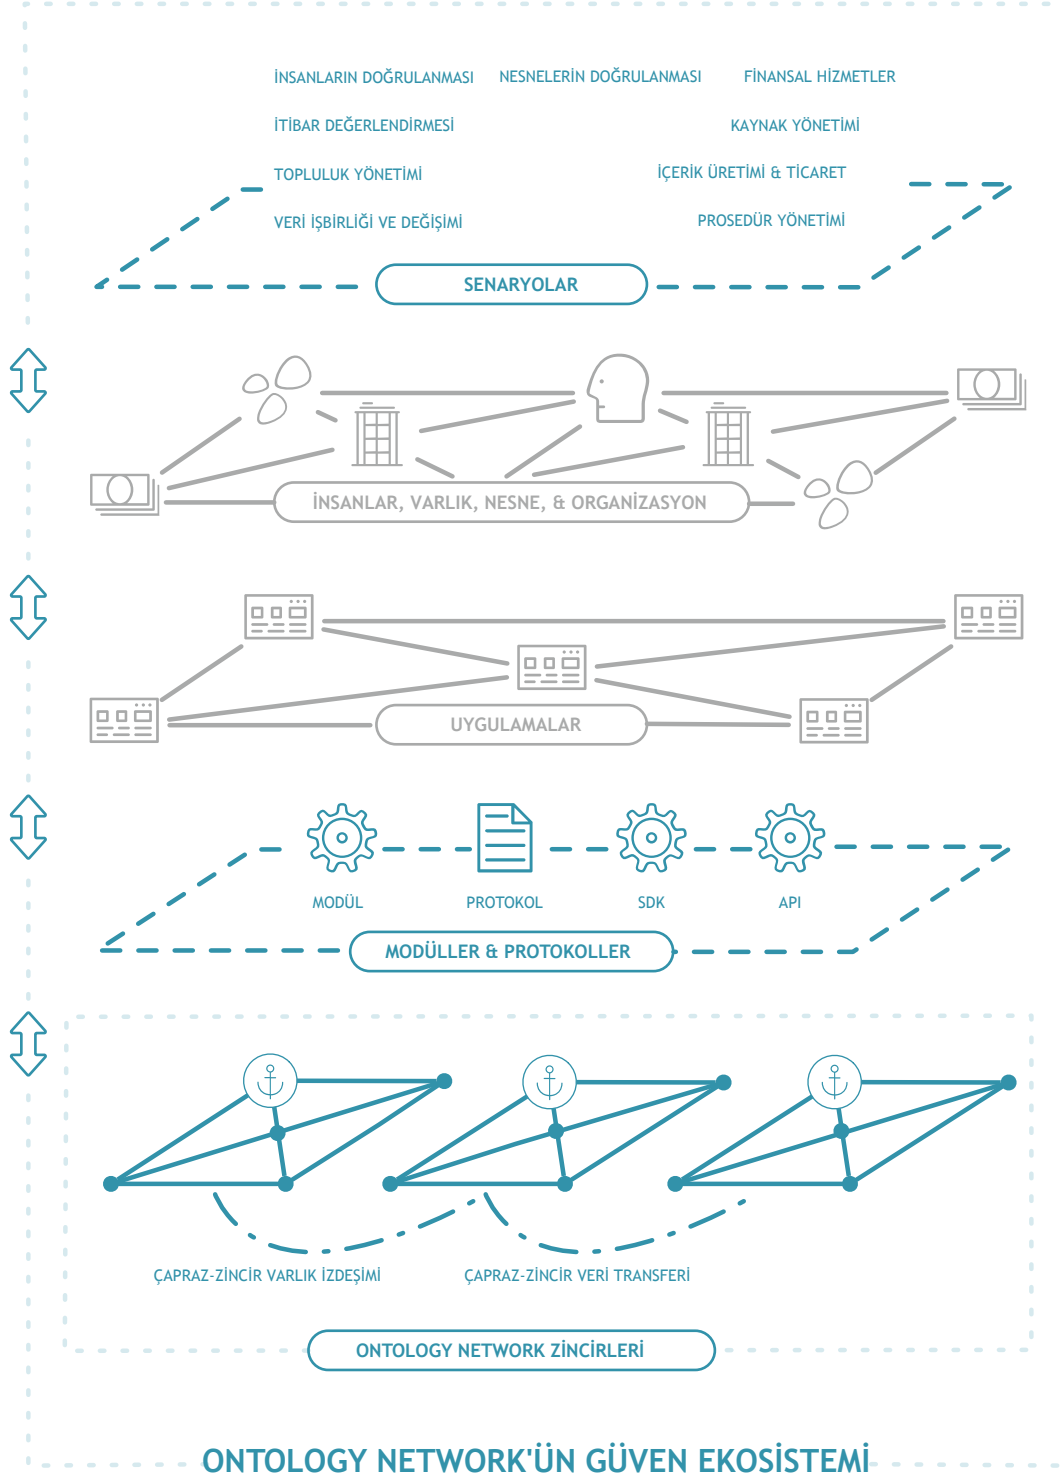 İNSANLARIN DOĞRULANMASI NESNELERİN DOĞRULANMASI FİNANSAL HİZMETLER
İTİBAR DEĞERLENDİRMESİ KAYNAK YÖNETİMİ
TOPLULUK YÖNETİMİ İÇERİK ÜRETİMİ & TİCARET
VERİ İŞBİRLİĞİ VE DEĞİŞİMİ PROSEDÜR YÖNETİMİ
SENARYOLAR
İNSANLAR, VARLIK, NESNE, & ORGANİZASYON
UYGULAMALAR
MODÜL PROTOKOL SDK API
MODÜLLER & PROTOKOLLER
ÇAPRAZ-ZİNCİR VARLIK İZDEŞİMİ ÇAPRAZ-ZİNCİR VERİ TRANSFERİ
ONTOLOGY NETWORK ZİNCİRLERİ
ONTOLOGY NETWORK'ÜN GÜVEN EKOSİSTEMİ